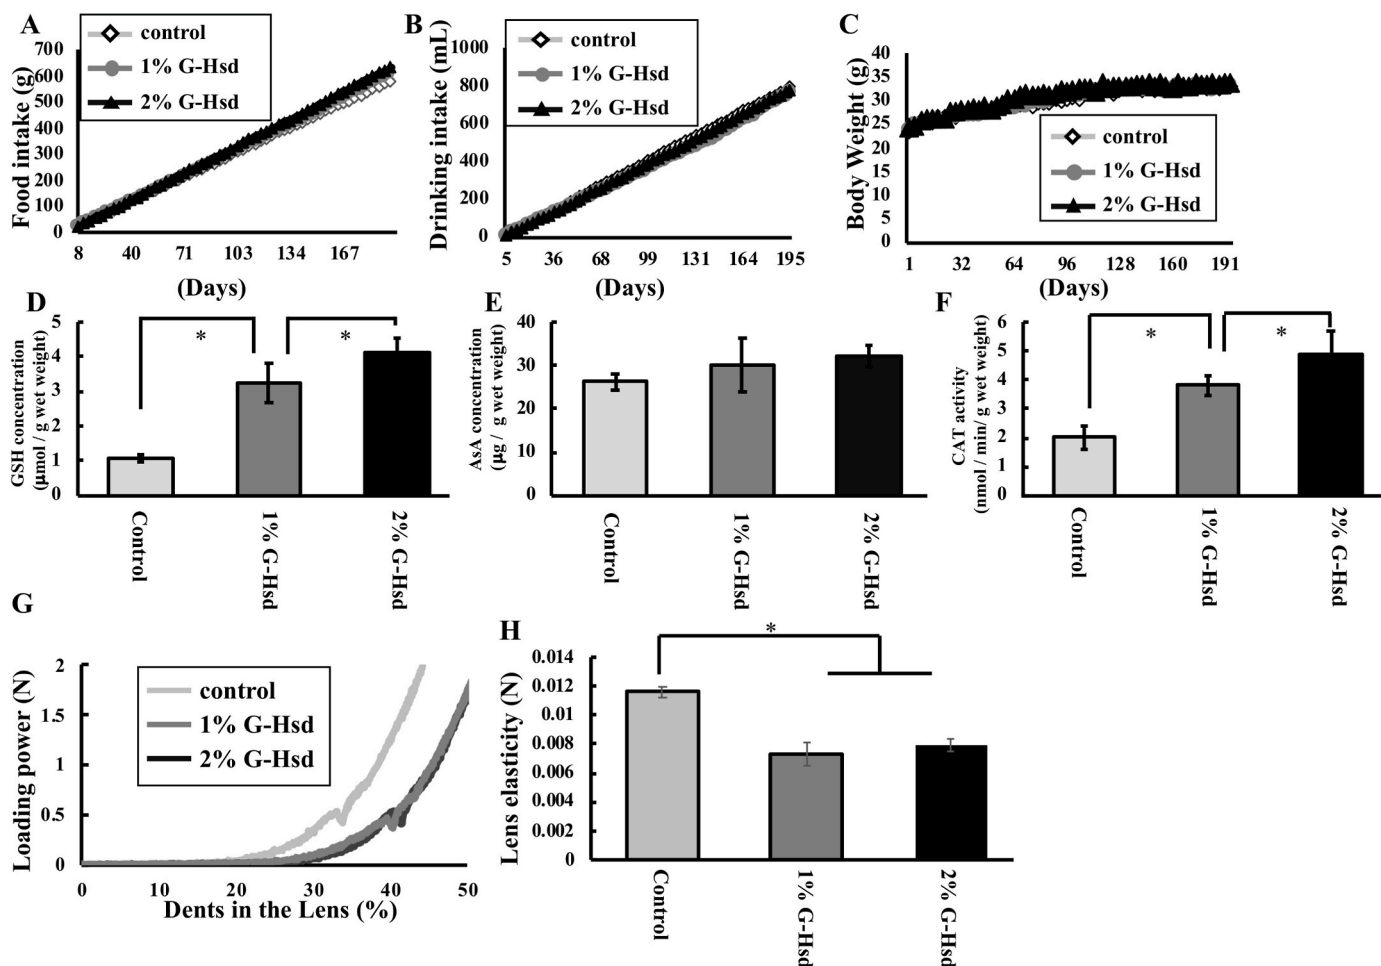 A
control
1% G-Hsd
2% G-Hsd
Food intake (g)
700
600
500
400
300
200
100
0
8 40 71 103 134 167
(Days)
B
control
1% G-Hsd
2% G-Hsd
Drinking intake (mL)
1000
800
600
400
200
0
5 36 68 99 131 164 195
(Days)
C
Body Weight (g)
40
35
30
25
20
15
10
5
0
control
1% G-Hsd
2% G-Hsd
1 32 64 96 128 160 191
(Days)
D
GSH concentration
(μmol / g wet weight)
5
4
3
2
1
0
* *
Control
1% G-Hsd
2% G-Hsd
E
AsA concentration
(μg / g wet weight)
40
30
20
10
0
Control
1% G-Hsd
2% G-Hsd
F
CAT activity
(nmol / min/ g wet weight)
6
5
4
3
2
1
0
* *
Control
1% G-Hsd
2% G-Hsd
G
Loading power (N)
2
1.5
1
0.5
0
control
1% G-Hsd
2% G-Hsd
0 10 20 30 40 50
Dents in the Lens (%)
H
Lens elasticity (N)
0.014
0.012
0.01
0.008
0.006
0.004
0.002
0
*
Control
1% G-Hsd
2% G-Hsd